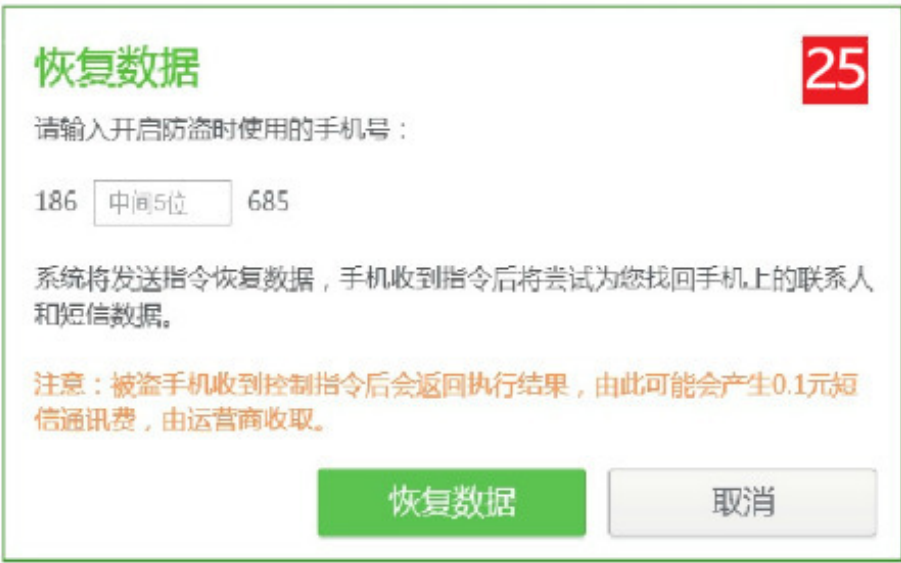 恢复数据
25
请输入开启防盗时使用的手机号：
186 中间5位 685
系统将发送指令恢复数据，手机收到指令后将尝试为您找回手机上的联系人
和短信数据。
注意：被盗手机收到控制指令后会返回执行结果，由此可能会产生0.1元短
信通讯费，由运营商收取。
恢复数据 取消